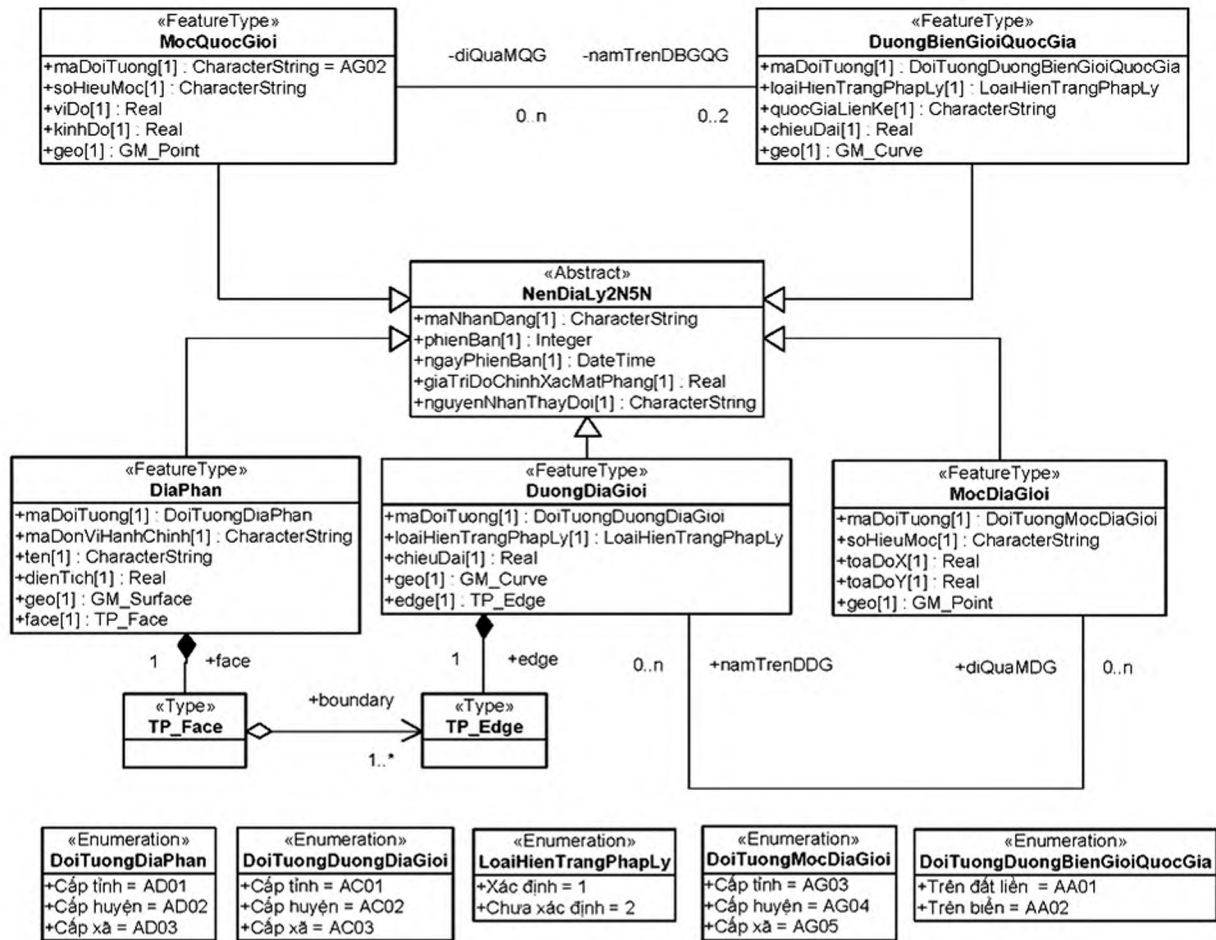 «FeatureType»
MocQuocGioi
+maDoiTuong[1] : CharacterString = AG02
+soHieuMoc[1] : CharacterString
+viDo[1] : Real
+kinhDo[1] : Real
+geo[1] : GM_Point
-diQuaMQG
-namTrenDBGQG
0..n
0..2
«FeatureType»
DuongBienGioiQuocGia
+maDoiTuong[1] : DoiTuongDuongBienGioiQuocGia
+loaiHienTrangPhapLy[1] : LoaiHienTrangPhapLy
+quocGiaLienKe[1] : CharacterString
+chieuDai[1] : Real
+geo[1] : GM_Curve
«Abstract»
NenDiaLy2N5N
+maNhanDang[1] : CharacterString
+phienBan[1] : Integer
+ngayPhienBan[1] : DateTime
+giaTriDoChinhXacMatPhang[1] : Real
+nguyenNhanThayDoi[1] : CharacterString
«FeatureType»
DiaPhan
+maDoiTuong[1] : DoiTuongDiaPhan
+maDonViHanhChinh[1] : CharacterString
+ten[1] : CharacterString
+dienTich[1] : Real
+geo[1] : GM_Surface
+face[1] : TP_Face
«FeatureType»
DuongDiaGioi
+maDoiTuong[1] : DoiTuongDuongDiaGioi
+loaiHienTrangPhapLy[1] : LoaiHienTrangPhapLy
+chieuDai[1] : Real
+geo[1] : GM_Curve
+edge[1] : TP_Edge
«FeatureType»
MocDiaGioi
+maDoiTuong[1] : DoiTuongMocDiaGioi
+soHieuMoc[1] : CharacterString
+toaDoX[1] : Real
+toaDoY[1] : Real
+geo[1] : GM_Point
1
+face
1
+edge
0..n
+namTrenDDG
+diQuaMDG
0..n
«Type»
TP_Face
+boundary
1..*
«Type»
TP_Edge
«Enumeration»
DoiTuongDiaPhan
+Cấp tỉnh = AD01
+Cấp huyện = AD02
+Cấp xã = AD03
«Enumeration»
DoiTuongDuongDiaGioi
+Cấp tỉnh = AC01
+Cấp huyện = AC02
+Cấp xã = AC03
«Enumeration»
LoaiHienTrangPhapLy
+Xác định = 1
+Chưa xác định = 2
«Enumeration»
DoiTuongMocDiaGioi
+Cấp tỉnh = AG03
+Cấp huyện = AG04
+Cấp xã = AG05
«Enumeration»
DoiTuongDuongBienGioiQuocGia
+Trên đất liền = AA01
+Trên biển = AA02